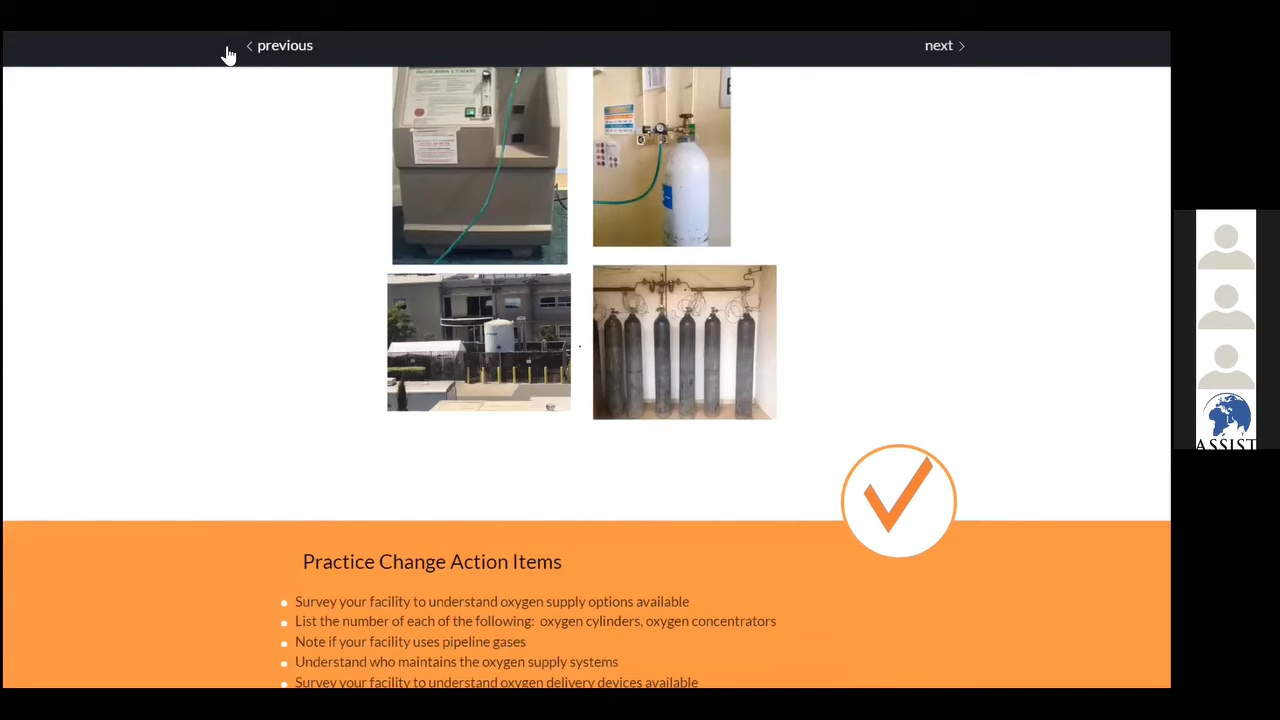 previous
next
ASSIST
Practice Change Action Items
Survey your facility to understand oxygen supply options available
List the number of each of the following: oxygen cylinders, oxygen concentrators
Note if your facility uses pipeline gases
Understand who maintains the oxygen supply systems
Survey your facility to understand oxygen delivery devices available